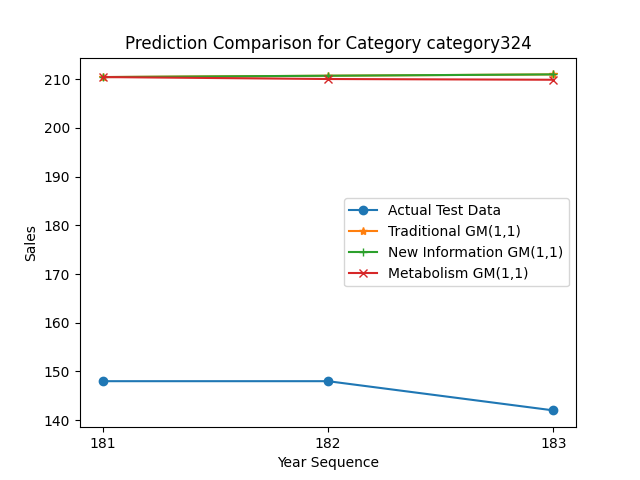 Prediction Comparison for Category category324
Sales
210
200
190
180
170
160
150
140
Actual Test Data
Traditional GM(1,1)
New Information GM(1,1)
Metabolism GM(1,1)
181 182 183
Year Sequence